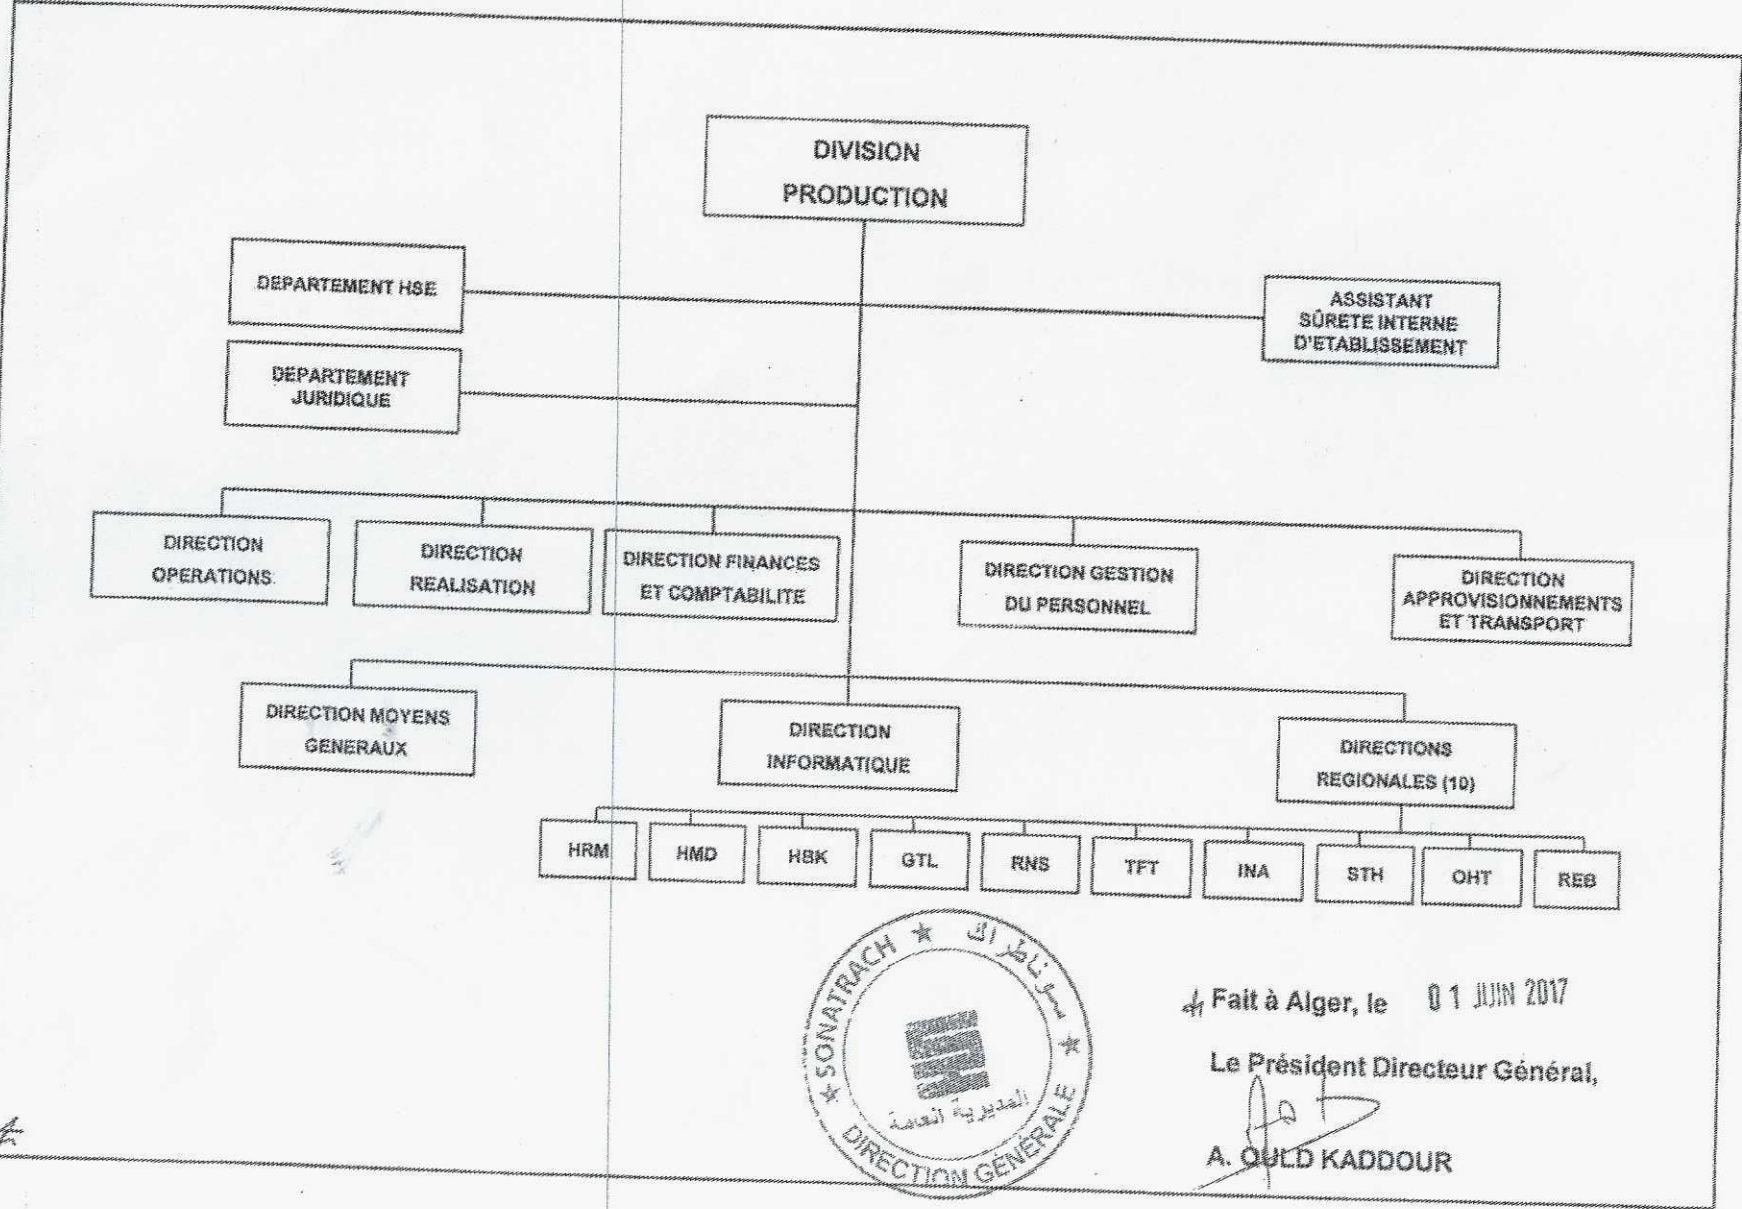 DIVISION
PRODUCTION
DEPARTEMENT HSE
ASSISTANT
SÛRETE INTERNE
D'ETABLISSEMENT
DEPARTEMENT
JURIDIQUE
DIRECTION
OPERATIONS
DIRECTION
REALISATION
DIRECTION FINANCES
ET COMPTABILITE
DIRECTION GESTION
DU PERSONNEL
DIRECTION
APPROVISIONNEMENTS
ET TRANSPORT
DIRECTION MOYENS
GENERAUX
DIRECTION
INFORMATIQUE
DIRECTIONS
REGIONALES (10)
HRM
HMD
HBK
GTL
RNS
TFT
INA
STH
OHT
REB
★ SONATRACH ★ سوناطراك ★
المديرية العامة
DIRECTION GÉNÉRALE
Fait à Alger, le 01 JUIN 2017
Le Président Directeur Général,
A. OULD KADDOUR